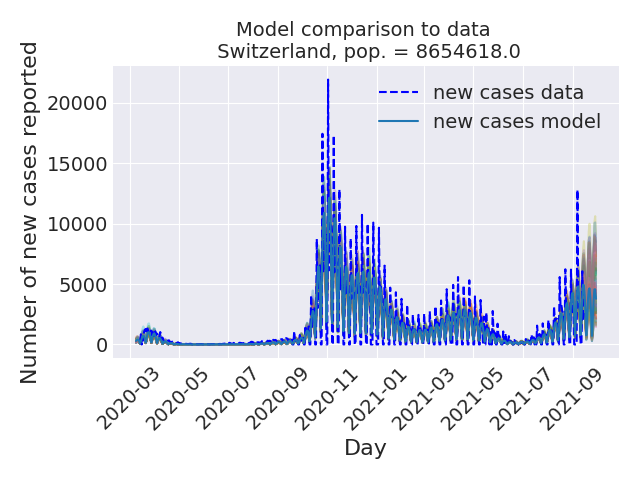 Model comparison to data
Switzerland, pop. = 8654618.0
new cases data
new cases model
Number of new cases reported
20000
15000
10000
5000
0
2020-03
2020-05
2020-07
2020-09
2020-11
2021-01
2021-03
2021-05
2021-07
2021-09
Day